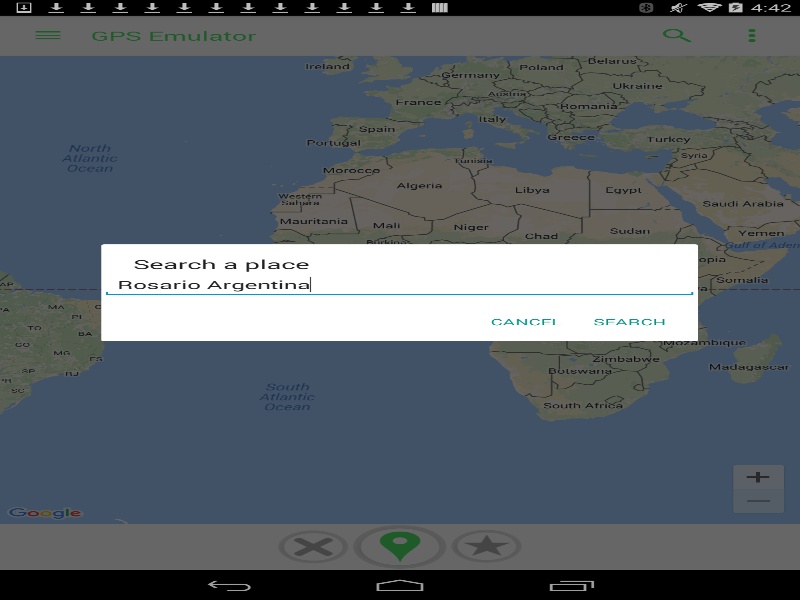 4:42
GPS Emulator
Ireland
Poland
Belarus
Germany
Ukraine
Austria
France
Romania
Italy
Spain
Portugal
Greece
Turkey
North
Atlantic
Ocean
Tunisia
Syria
Morocco
Algeria
Libya
Egypt
Western
Sahara
Saudi Arabia
Mauritania
Mali
Niger
Chad
Sudan
Yemen
Gulf of Aden
Search a place
Rosario Argentina
Somalia
CANCEL
SEARCH
MA
PI
TO
BA
GO
MG
ES
SP
RJ
PR
SC
Mozambique
Zimbabwe
Madagascar
Botswana
South Africa
South
Atlantic
Ocean
Google